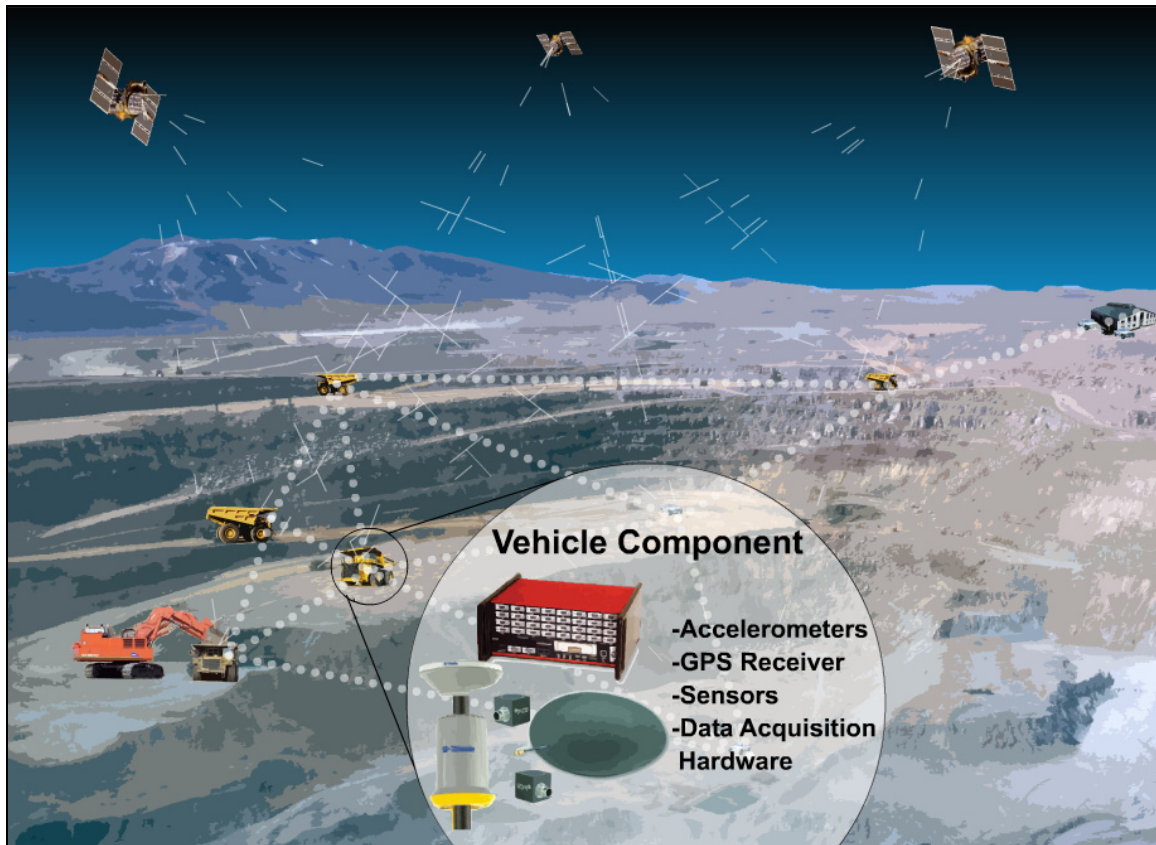 Vehicle Component
-Accelerometers
-GPS Receiver
-Sensors
-Data Acquisition
Hardware